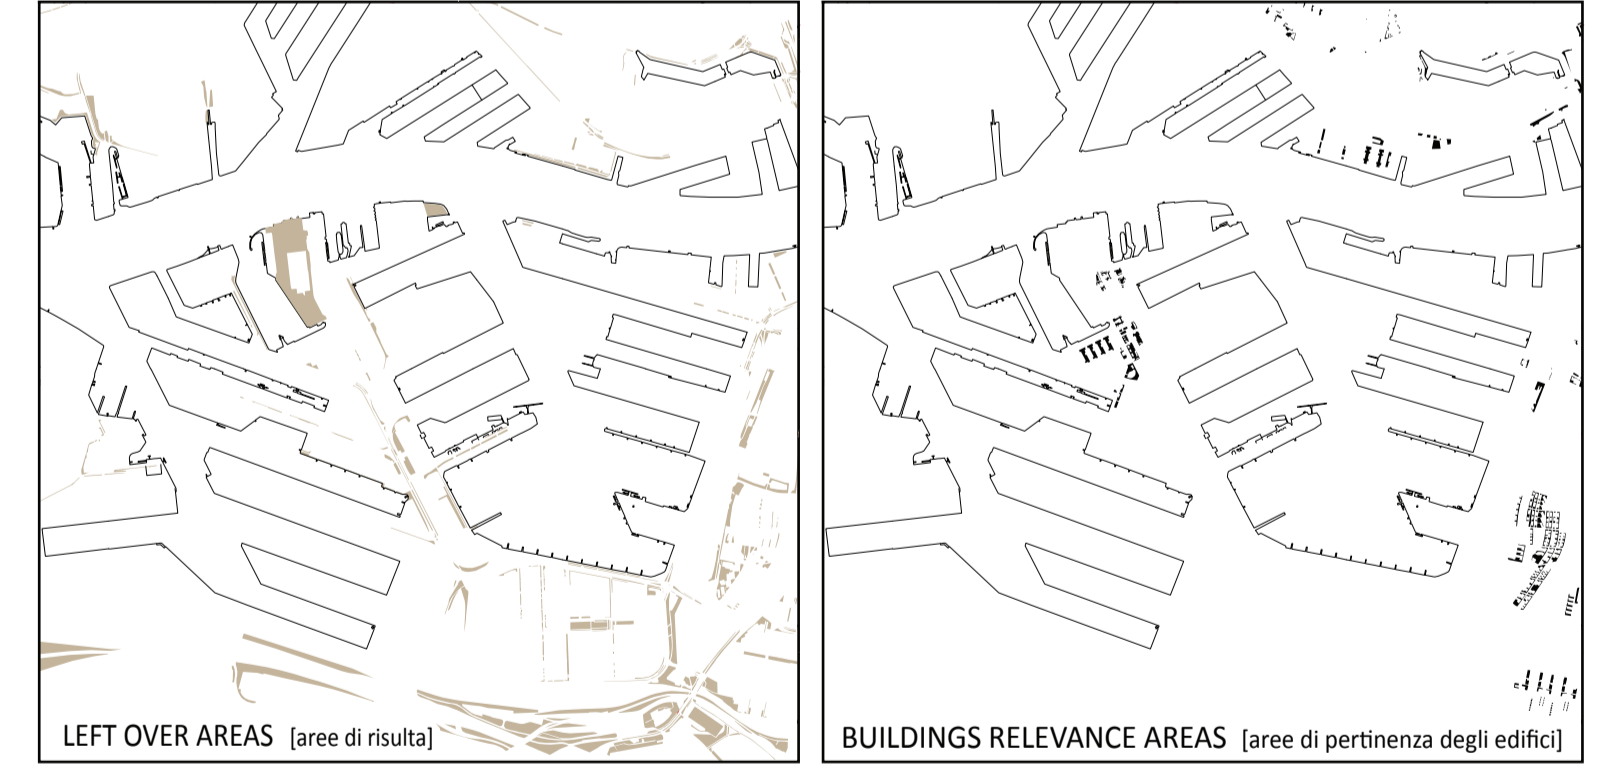 LEFT OVER AREAS [aree di risulta]
BUILDINGS RELEVANCE AREAS [aree di pertinenza degli edifici]